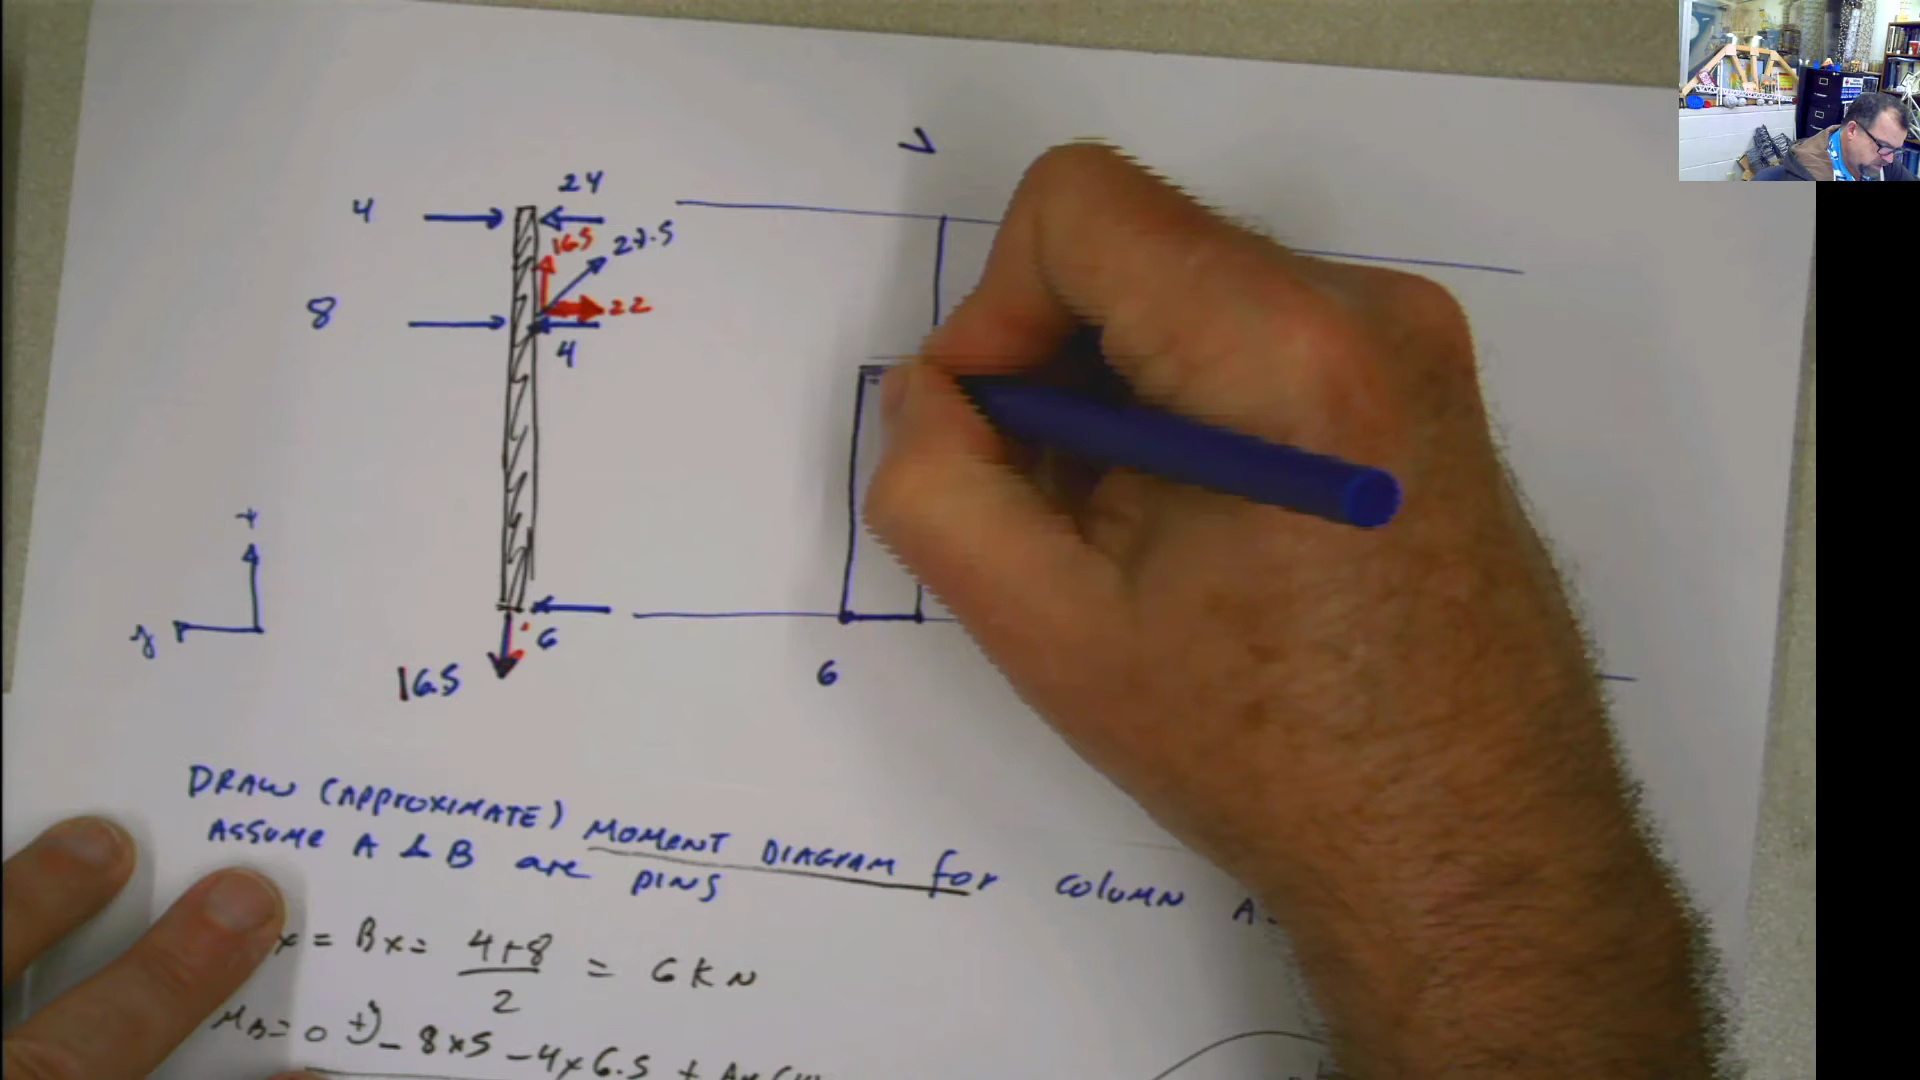 V
24
4
165
27.5
8
22
4
+
y
6
165
6
DRAW (APPROXIMATE) MOMENT DIAGRAM for COLUMN A-
ASSUME A & B are PINS
x = Bx = 4+8 / 2 = 6 KN
MB = 0 +) - 8x5 - 4x6.5 +